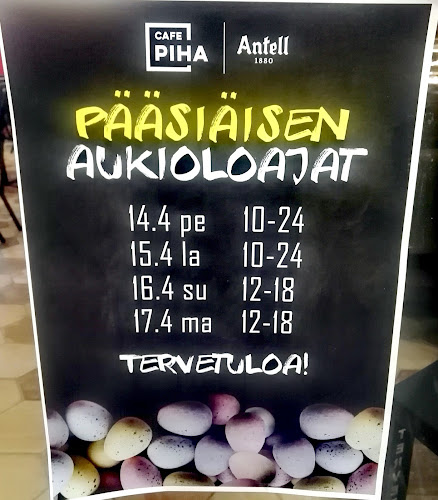 CAFE
PIHA
Antell
1880
PÄÄSIÄISEN
AUKIOLOAJAT
14.4 pe 10-24
15.4 la 10-24
16.4 su 12-18
17.4 ma 12-18
TERVETULOA!